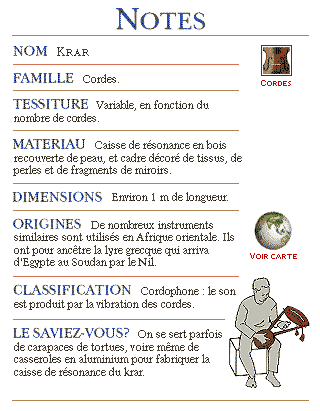 NOTES
NOM Krar
FAMILLE Cordes.
CORDES
TESSITURE Variable, en fonction du
nombre de cordes.
MATERIAU Caisse de résonance en bois
recouverte de peau, et cadre décoré de tissus, de
perles et de fragments de miroirs.
DIMENSIONS Environ 1 m de longueur.
ORIGINES De nombreux instruments
similaires sont utilisés en Afrique orientale. Ils
ont pour ancêtre la lyre grecque qui arriva
d'Egypte au Soudan par le Nil.
VOIR CARTE
CLASSIFICATION Cordophone : le son
est produit par la vibration des cordes.
LE SAVIEZ-VOUS? On se sert parfois
de carapaces de tortues, voire même de
casseroles en aluminium pour fabriquer la
caisse de résonance du krar.